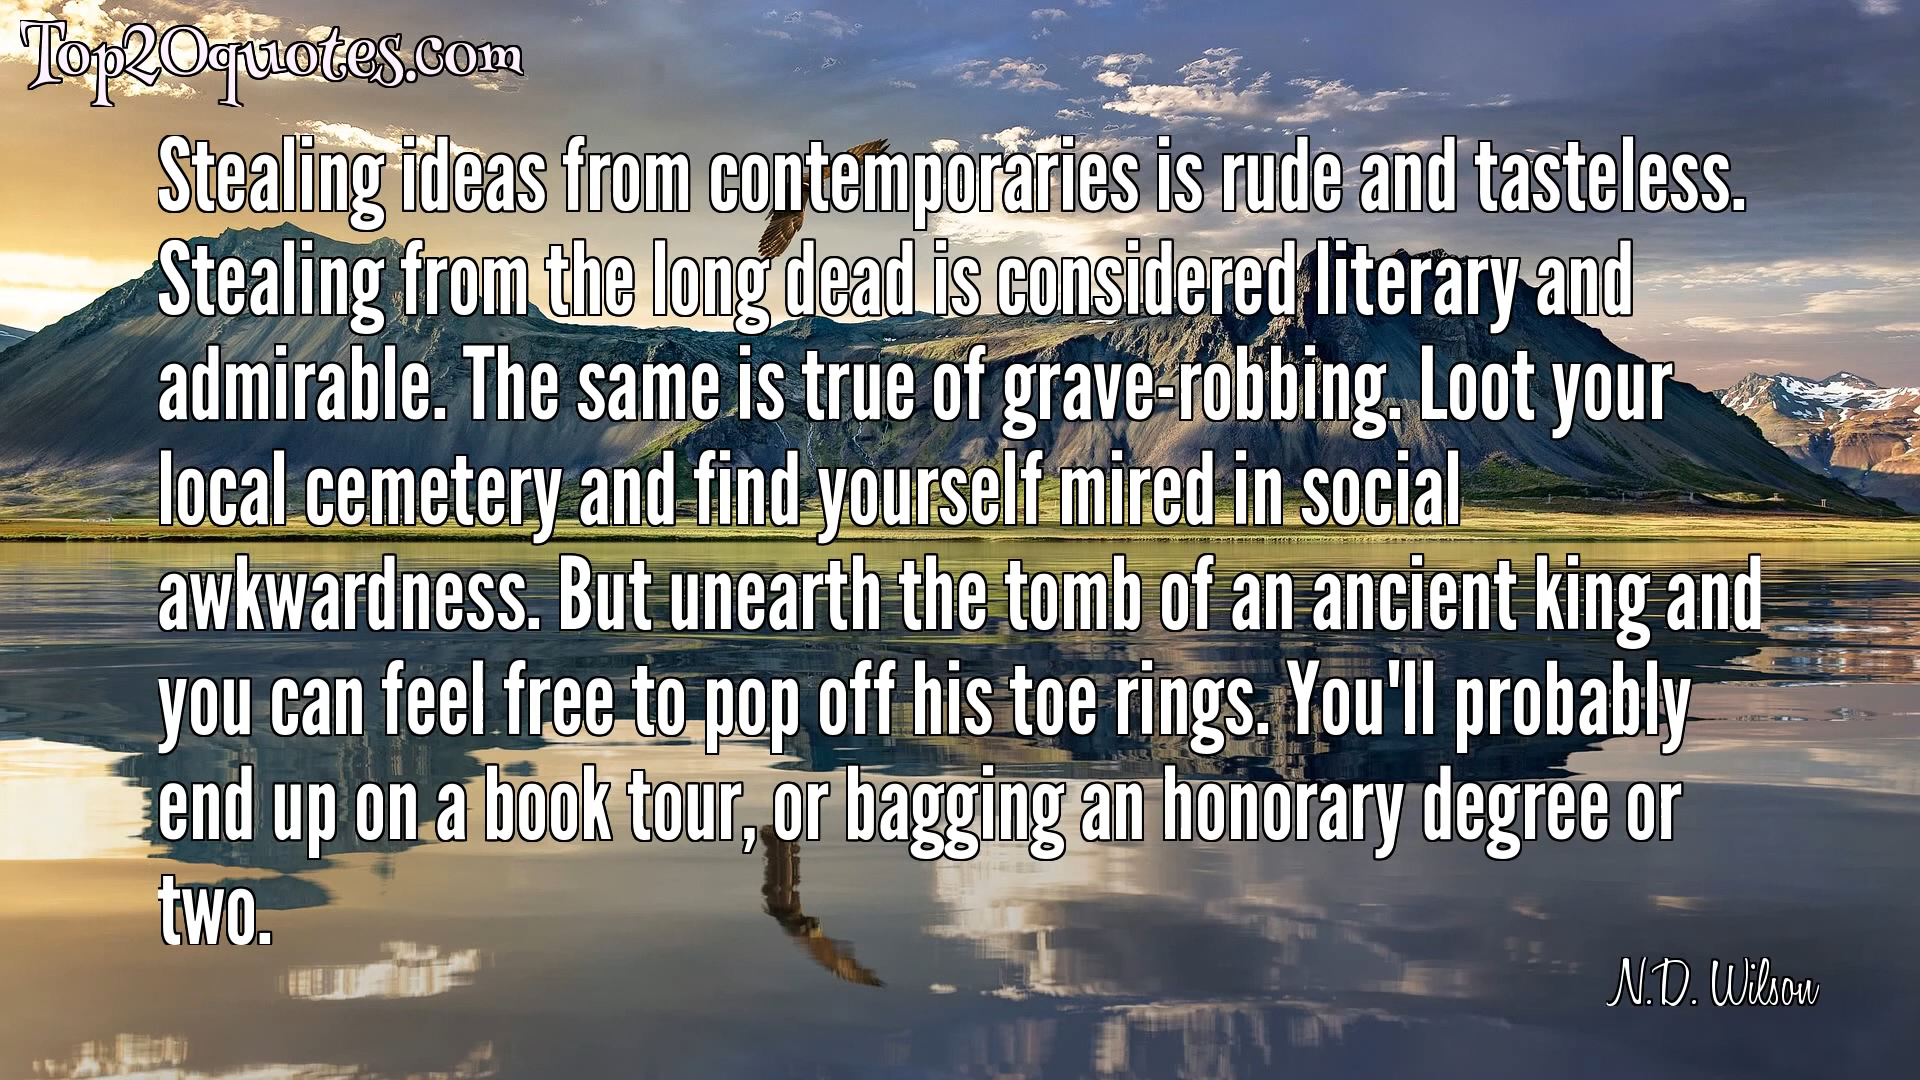 Top20quotes.com
Stealing ideas from contemporaries is rude and tasteless.
Stealing from the long dead is considered literary and
admirable. The same is true of grave-robbing. Loot your
local cemetery and find yourself mired in social
awkwardness. But unearth the tomb of an ancient king and
you can feel free to pop off his toe rings. You'll probably
end up on a book tour, or bagging an honorary degree or
two.
N.D. Wilson